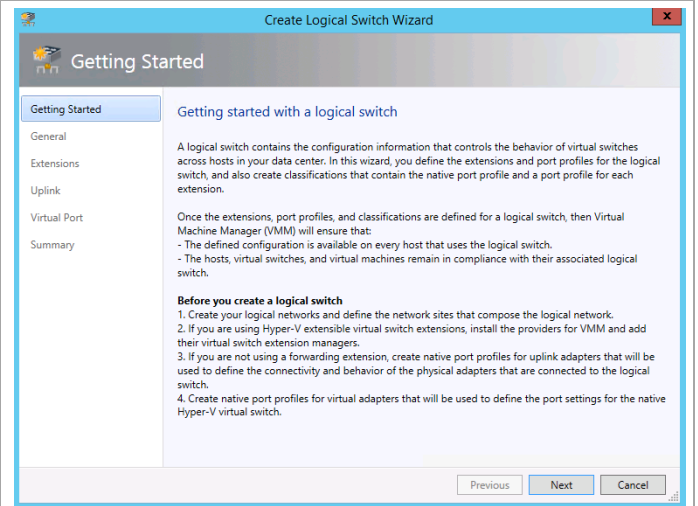 Create Logical Switch Wizard
x
Getting Started
Getting Started
General
Extensions
Uplink
Virtual Port
Summary
Getting started with a logical switch
A logical switch contains the configuration information that controls the behavior of virtual switches
across hosts in your data center. In this wizard, you define the extensions and port profiles for the logical
switch, and also create classifications that contain the native port profile and a port profile for each
extension.
Once the extensions, port profiles, and classifications are defined for a logical switch, then Virtual
Machine Manager (VMM) will ensure that:
- The defined configuration is available on every host that uses the logical switch.
- The hosts, virtual switches, and virtual machines remain in compliance with their associated logical
switch.
Before you create a logical switch
1. Create your logical networks and define the network sites that compose the logical network.
2. If you are using Hyper-V extensible virtual switch extensions, install the providers for VMM and add
their virtual switch extension managers.
3. If you are not using a forwarding extension, create native port profiles for uplink adapters that will be
used to define the connectivity and behavior of the physical adapters that are connected to the logical
switch.
4. Create native port profiles for virtual adapters that will be used to define the port settings for the native
Hyper-V virtual switch.
Previous
Next
Cancel